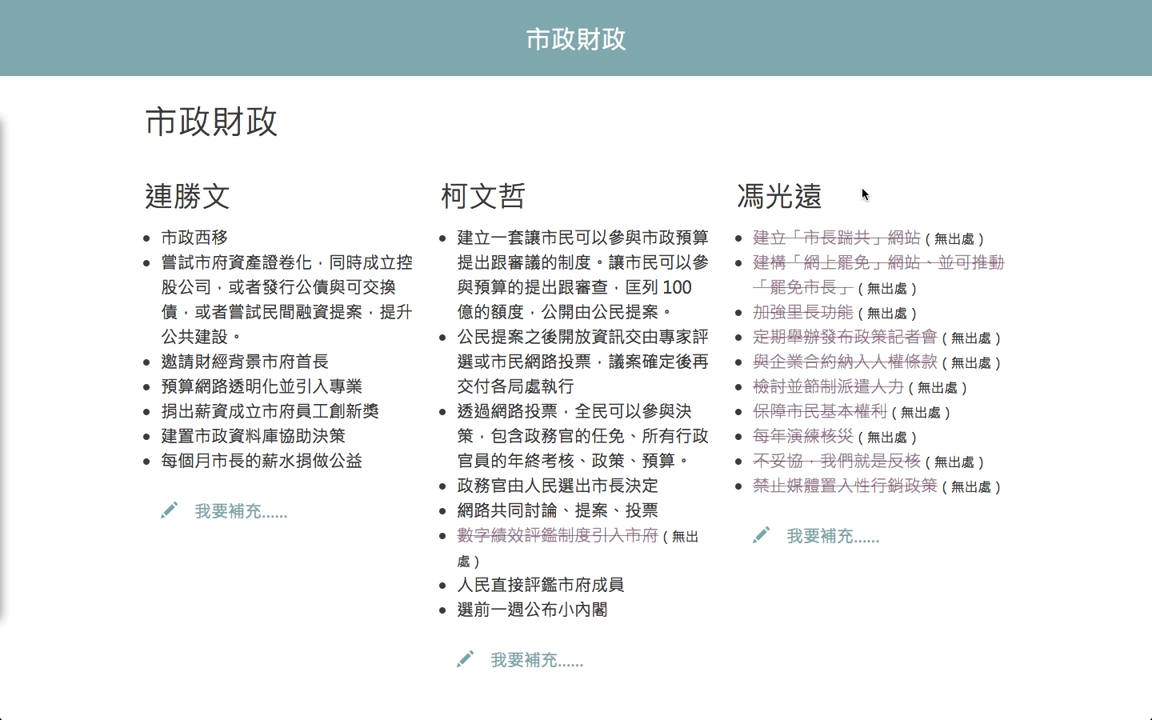 市政財政
市政財政
連勝文
市政西移
嘗試市府資產證卷化，同時成立控
股公司，或者發行公債與可交換
債，或者嘗試民間融資提案，提升
公共建設。
邀請財經背景市府首長
預算網路透明化並引入專業
捐出薪資成立市府員工創新獎
建置市政資料庫協助決策
每個月市長的薪水捐做公益
我要補充......
柯文哲
建立一套讓市民可以參與市政預算
提出跟審議的制度。讓市民可以參
與預算的提出跟審查，匡列 100
億的額度，公開由公民提案。
公民提案之後開放資訊交由專家評
選或市民網路投票，議案確定後再
交付各局處執行
透過網路投票，全民可以參與決
策，包含政務官的任免、所有行政
官員的年終考核、政策、預算。
政務官由人民選出市長決定
網路共同討論、提案、投票
數字績效評鑑制度引入市府 ( 無出
處 )
人民直接評鑑市府成員
選前一週公布小內閣
我要補充......
馮光遠
建立「市長踹共」網站 ( 無出處 )
建構「網上罷免」網站、並可推動
「罷免市長」 ( 無出處 )
加強里長功能 ( 無出處 )
定期舉辦發布政策記者會 ( 無出處 )
與企業合約納入人權條款 ( 無出處 )
檢討並節制派遣人力 ( 無出處 )
保障市民基本權利 ( 無出處 )
每年演練核災 ( 無出處 )
不妥協，我們就是反核 ( 無出處 )
禁止媒體置入性行銷政策 ( 無出處 )
我要補充......